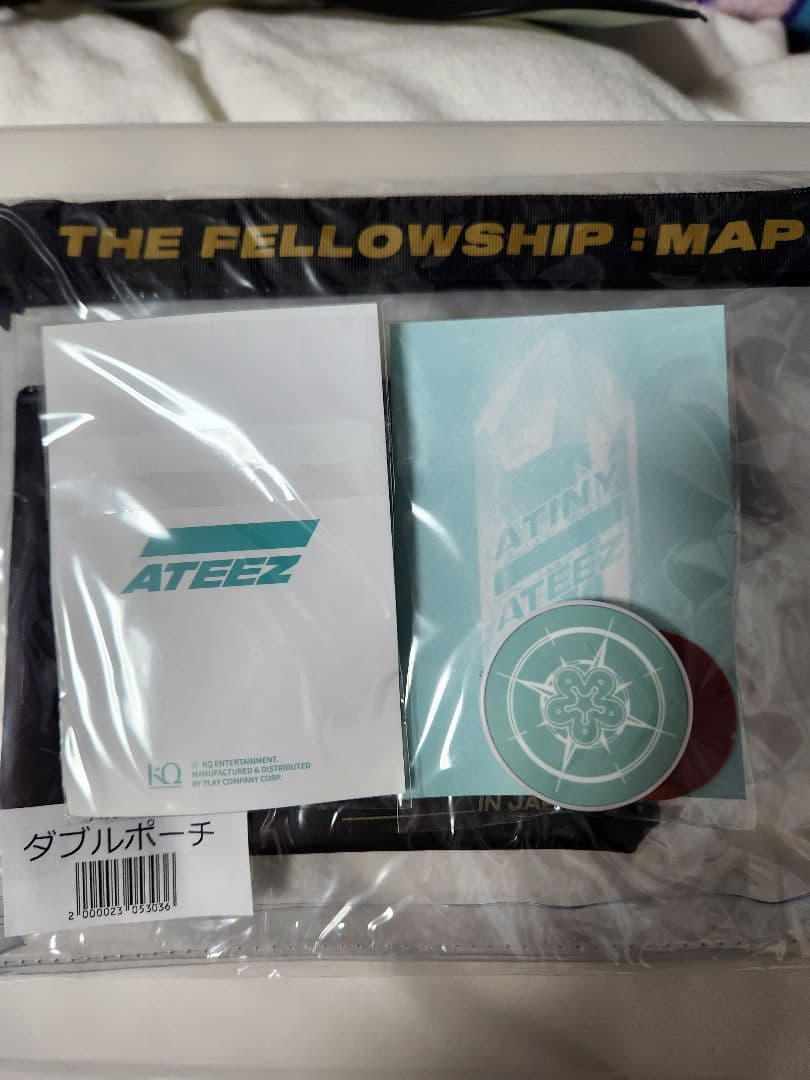 THE FELLOWSHIP : MAP
ATEEZ
KQ
© KQ ENTERTAINMENT.
MANUFACTURED & DISTRIBUTED
BY PLAY COMPANY CORP.
ATINY
ATEEZ
IN
ダブルポーチ
2 000023 053036